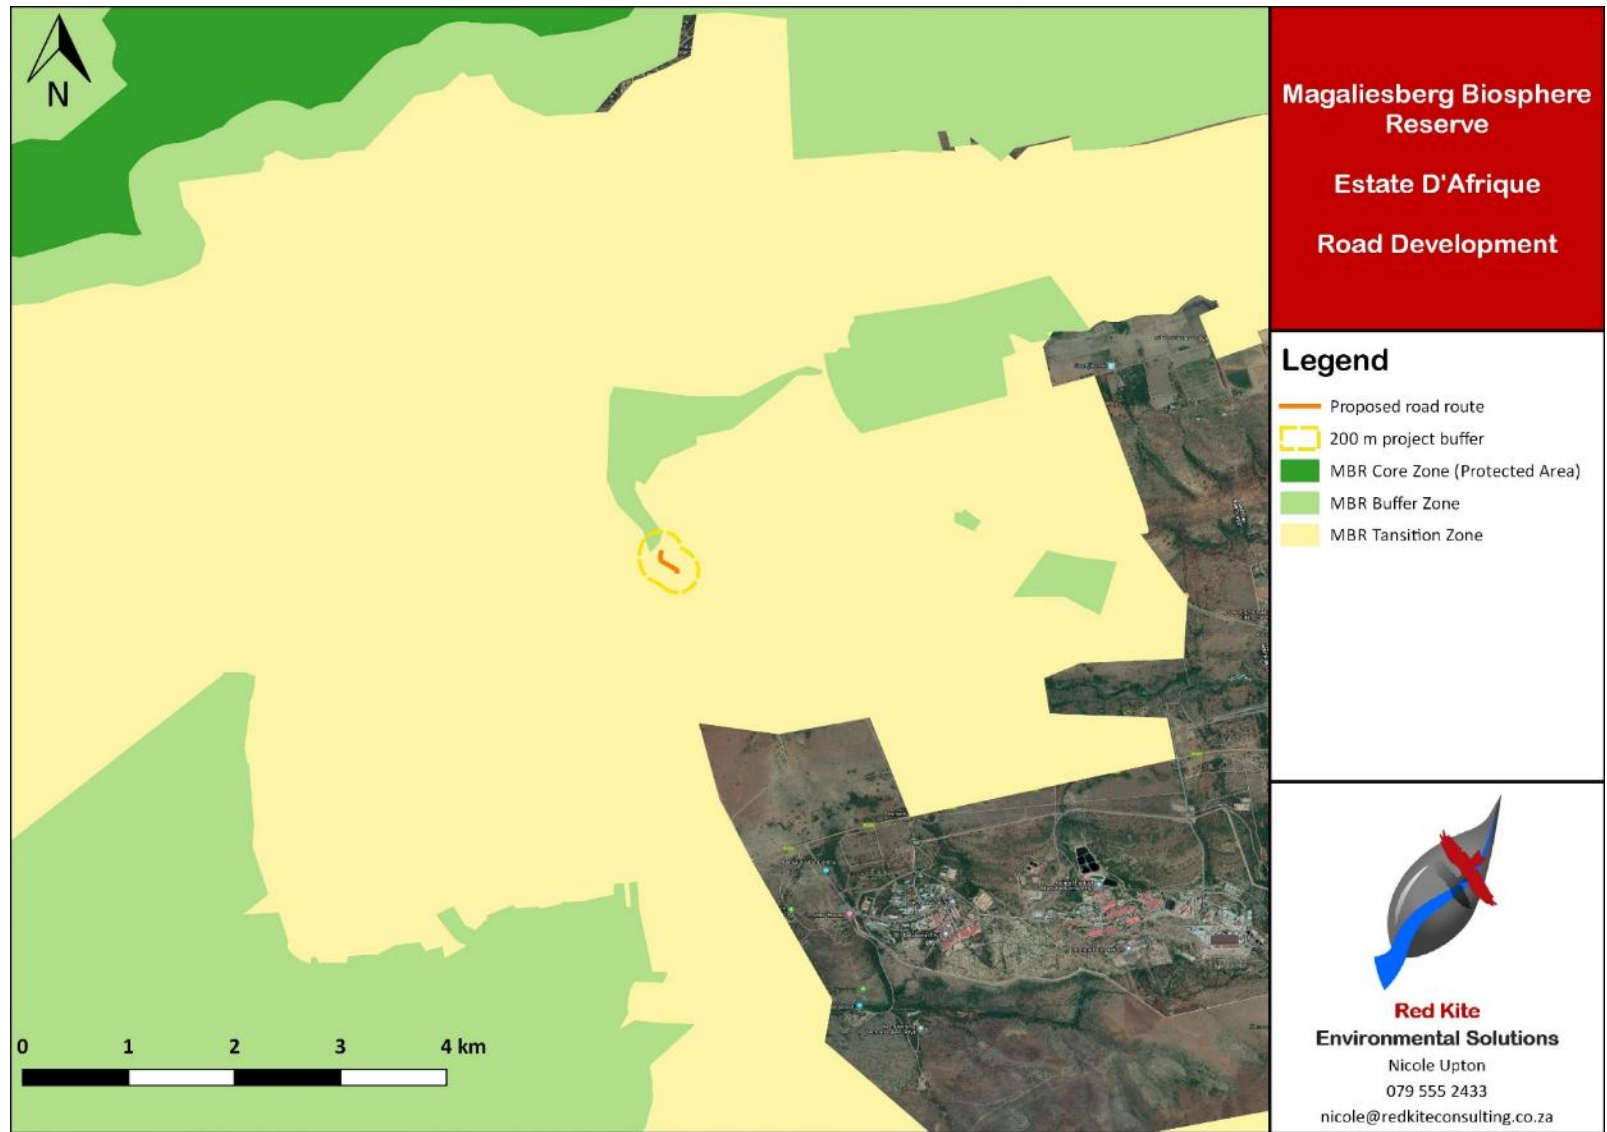 N
Magaliesberg Biosphere
Reserve
Estate D'Afrique
Road Development
Legend
Proposed road route
200 m project buffer
MBR Core Zone (Protected Area)
MBR Buffer Zone
MBR Tansition Zone
0 1 2 3 4 km
Red Kite
Environmental Solutions
Nicole Upton
079 555 2433
nicole@redkiteconsulting.co.za